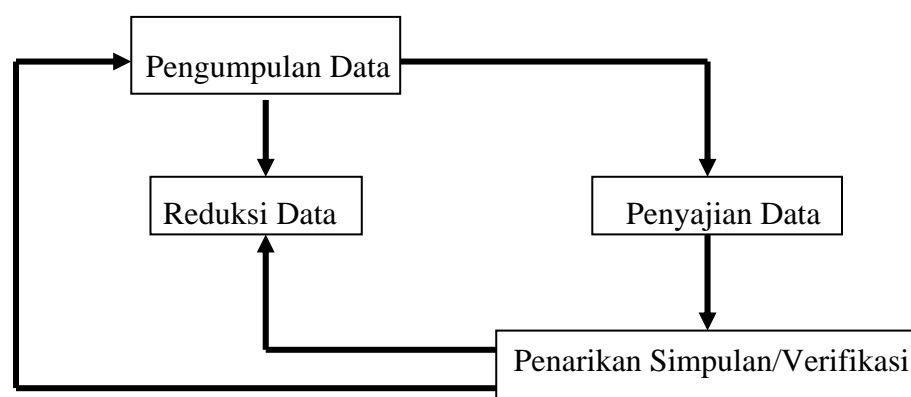 Pengumpulan Data
Reduksi Data
Penyajian Data
Penarikan Simpulan/Verifikasi